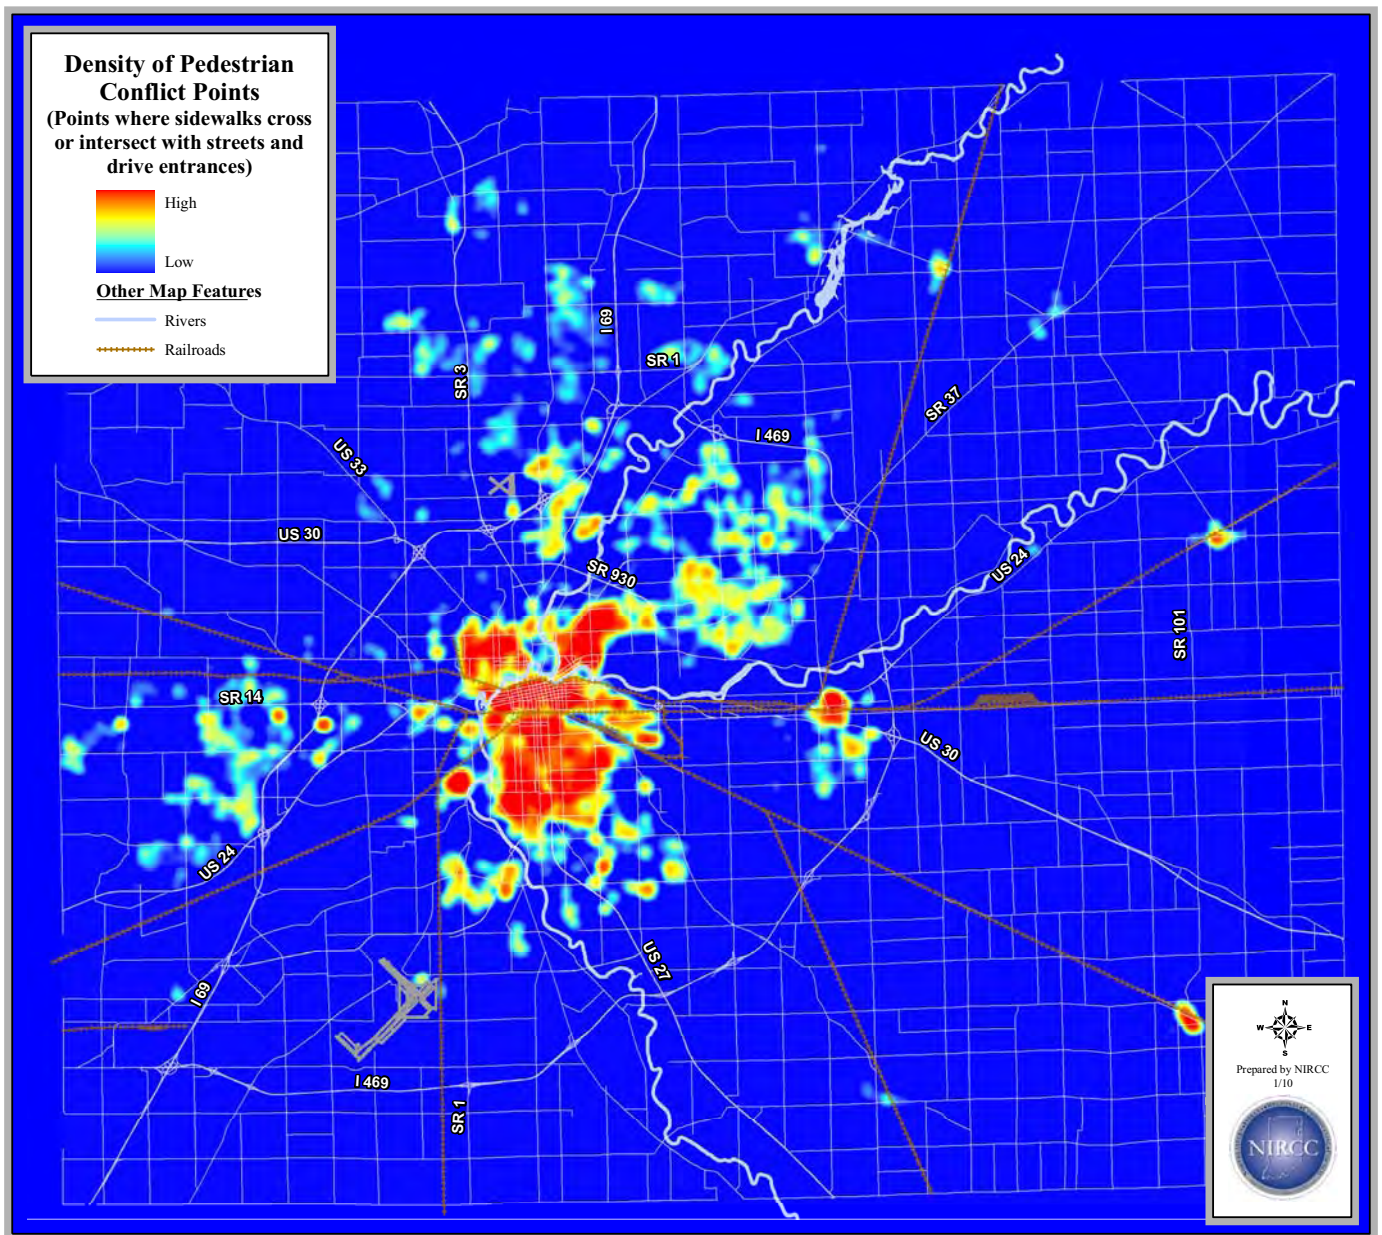 Density of Pedestrian
Conflict Points
(Points where sidewalks cross
or intersect with streets and
drive entrances)
High
Low
Other Map Features
Rivers
Railroads
I 69
SR 1
SR 3
SR 37
I 469
US 33
US 30
SR 930
US 24
SR 101
SR 14
US 30
US 24
US 27
I 69
I 469
SR 1
N
W
E
S
Prepared by NIRCC
1/10
NIRCC